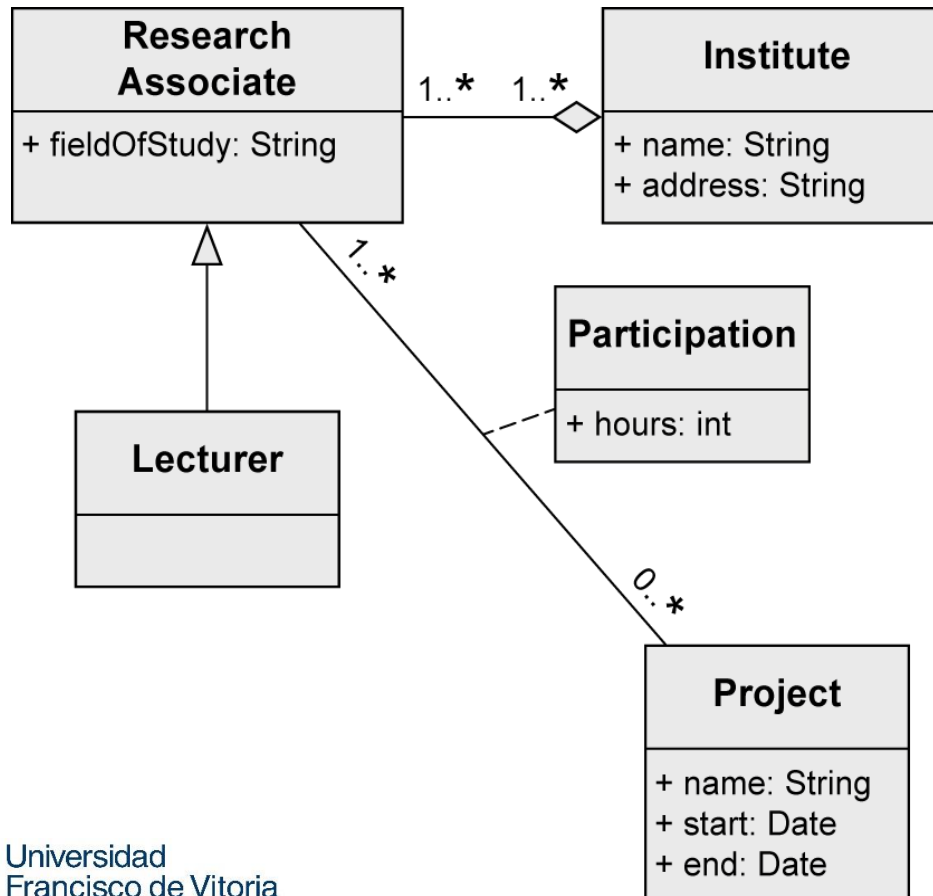 Research
Associate
+ fieldOfStudy: String
1..*
1..*
Institute
+ name: String
+ address: String
1..*
Participation
+ hours: int
Lecturer
0..*
Project
+ name: String
+ start: Date
+ end: Date
Universidad
Francisco de Vitoria